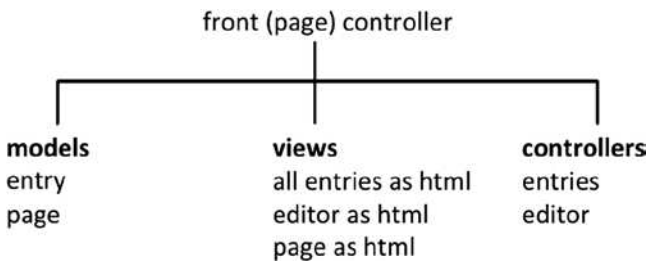 front (page) controller
models
entry
page
views
all entries as html
editor as html
page as html
controllers
entries
editor